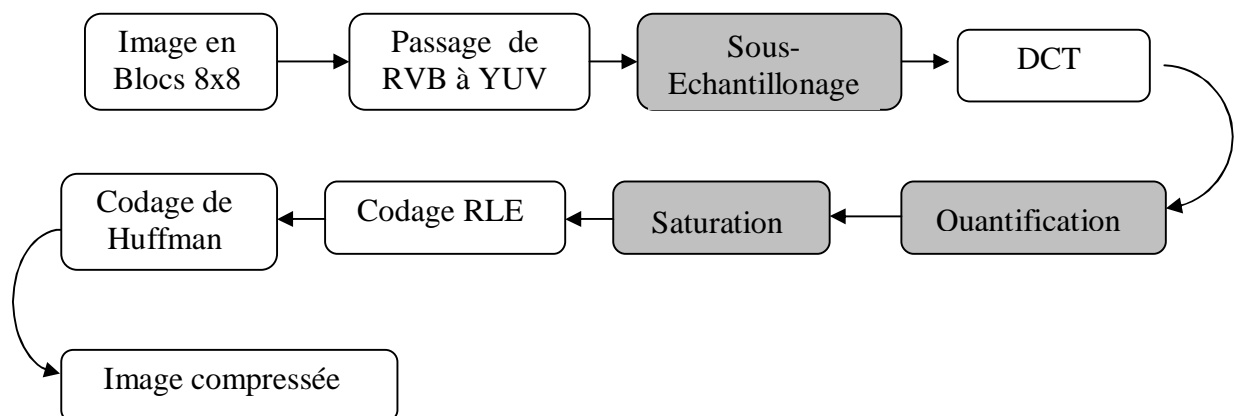 Image en
Blocs 8x8
Passage de
RVB à YUV
Sous-
Echantillonage
DCT
Ouantification
Saturation
Codage RLE
Codage de
Huffman
Image compressée